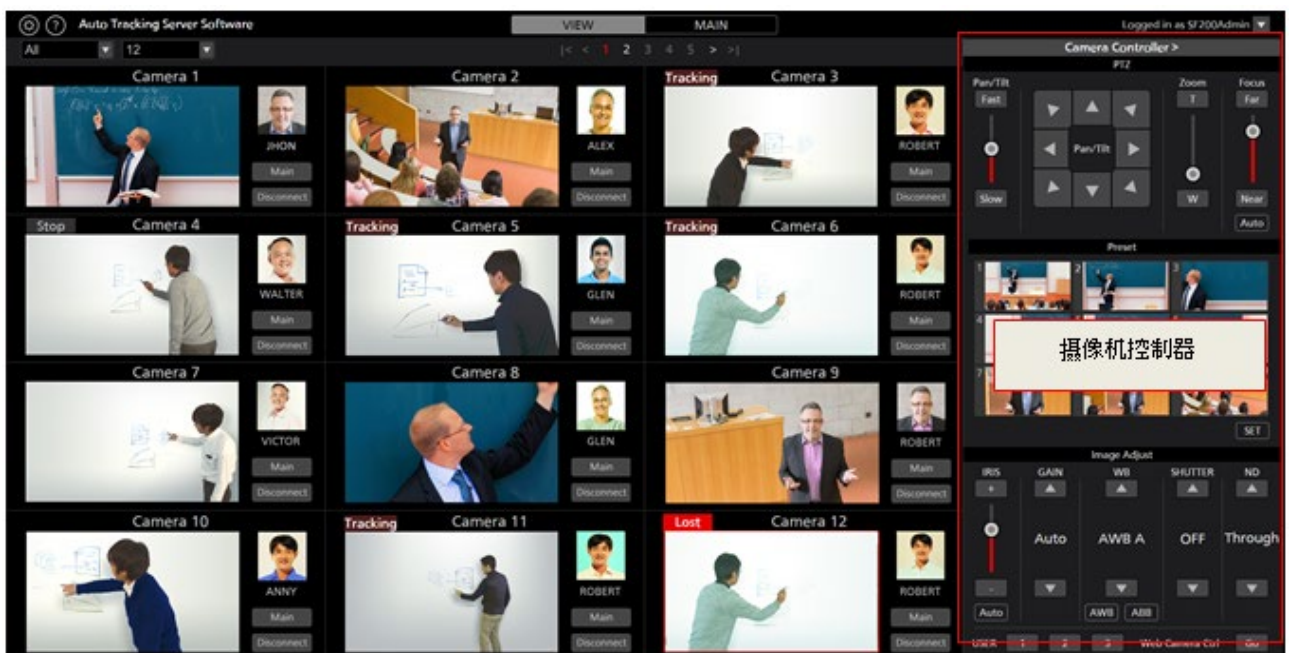 Auto Tracking Server Software VIEW MAIN Logged in as SF200Admin
All 12 |< < 1 2 3 4 5 > >|
Camera Controller >
PTZ
Camera 1 Camera 2 Tracking Camera 3
JHON ALEX ROBERT
Main Main Main
Disconnect Disconnect Disconnect
Stop Camera 4 Tracking Camera 5 Tracking Camera 6
WALTER GLEN ROBERT
Main Main Main
Disconnect Disconnect Disconnect
Camera 7 Camera 8 Camera 9
VICTOR GLEN ROBERT
Main Main Main
Disconnect Disconnect Disconnect
Camera 10 Tracking Camera 11 Lost Camera 12
ANNY ROBERT ROBERT
Main Main Main
Disconnect Disconnect Disconnect
Pan/Tilt Zoom Focus
Fast T Far
Pan/Tilt
Slow W Near
Auto
Preset
1 2 3
4
摄像机控制器
7
SET
Image Adjust
IRIS GAIN WB SHUTTER ND
+
Auto AWB A OFF Through
-
Auto AWB ABB
USER 1 2 3 Web Camera Ctrl Go